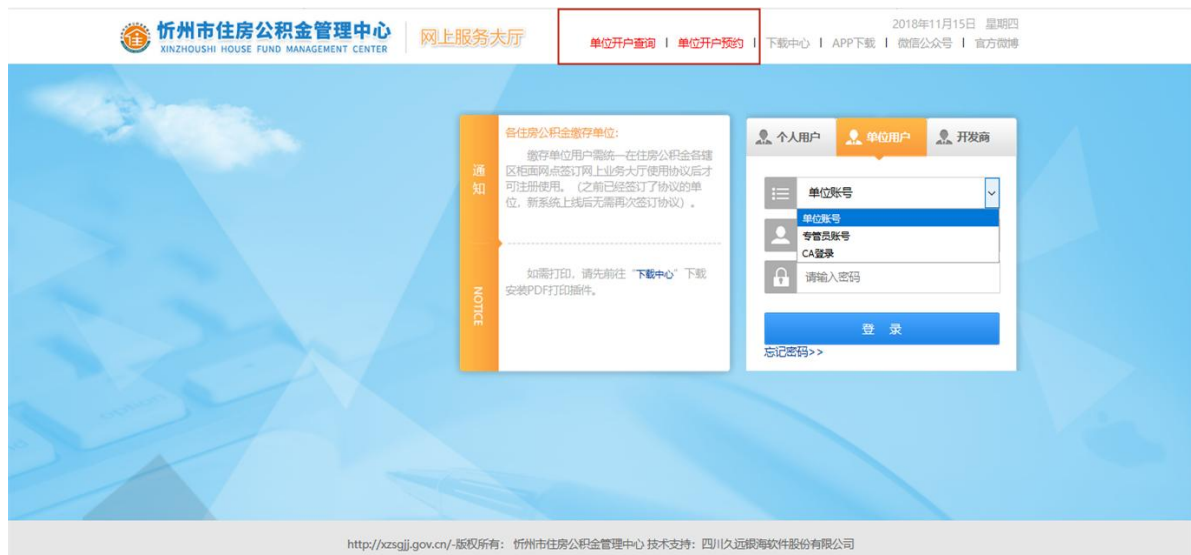 忻州市住房公积金管理中心
XINZHOUSHI HOUSE FUND MANAGEMENT CENTER
网上服务大厅
2018年11月15日 星期四
单位开户查询 | 单位开户预约 | 下载中心 | APP下载 | 微信公众号 | 官方微博
通知
各住房公积金缴存单位：
缴存单位用户需统一在住房公积金各辖
区柜面网点签订网上业务大厅使用协议后才
可注册使用。（之前已经签订了协议的单
位，新系统上线后无需再次签订协议）。
NOTICE
如需打印，请先前往“下载中心”下载
安装PDF打印插件。
个人用户 单位用户 开发商
单位账号
单位账号
专管员账号
CA登录
请输入密码
登 录
忘记密码>>
option
http://xzsgjj.gov.cn/-版权所有： 忻州市住房公积金管理中心 技术支持：四川久远银海软件股份有限公司